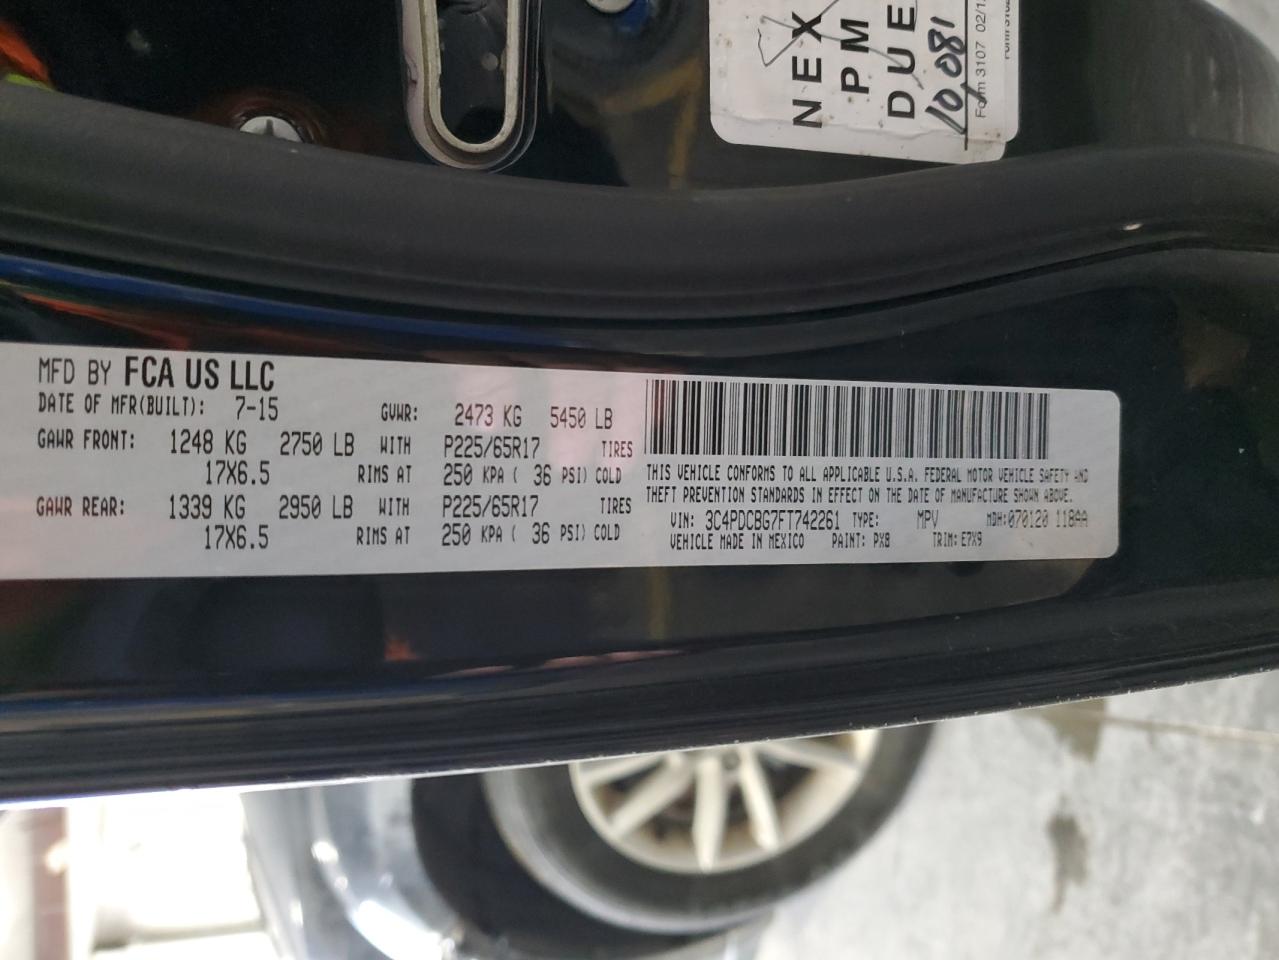 NEX
PM
DUE
10,081
Form 3107 02/1
MFD BY FCA US LLC
DATE OF MFR(BUILT): 7-15 GVWR: 2473 KG 5450 LB
GAWR FRONT: 1248 KG 2750 LB WITH P225/65R17 TIRES
17X6.5 RIMS AT 250 KPA ( 36 PSI) COLD
GAWR REAR: 1339 KG 2950 LB WITH P225/65R17 TIRES
17X6.5 RIMS AT 250 KPA ( 36 PSI) COLD
THIS VEHICLE CONFORMS TO ALL APPLICABLE U.S.A. FEDERAL MOTOR VEHICLE SAFETY AND
THEFT PREVENTION STANDARDS IN EFFECT ON THE DATE OF MANUFACTURE SHOWN ABOVE.
VIN: 3C4PDCBG7FT742261 TYPE: MPV MDH:070120 118AA
VEHICLE MADE IN MEXICO PAINT: PX8 TRIM: E7X9